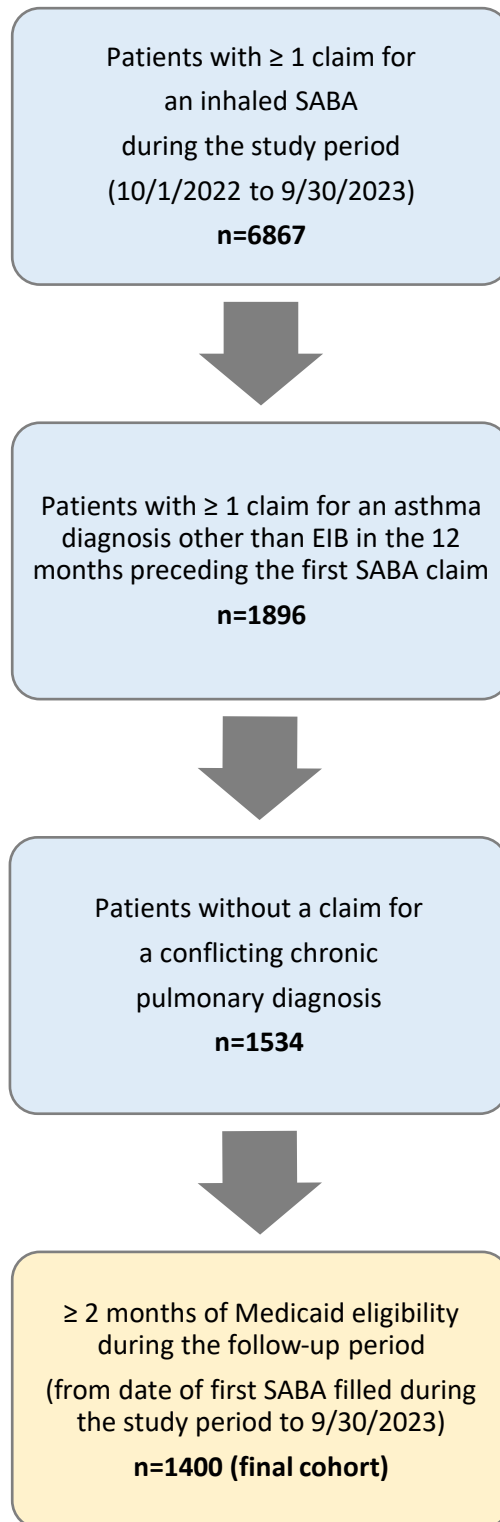 Patients with ≥ 1 claim for
an inhaled SABA
during the study period
(10/1/2022 to 9/30/2023)
n=6867
Patients with ≥ 1 claim for an asthma
diagnosis other than EIB in the 12
months preceding the first SABA claim
n=1896
Patients without a claim for
a conflicting chronic
pulmonary diagnosis
n=1534
≥ 2 months of Medicaid eligibility
during the follow-up period
(from date of first SABA filled during
the study period to 9/30/2023)
n=1400 (final cohort)